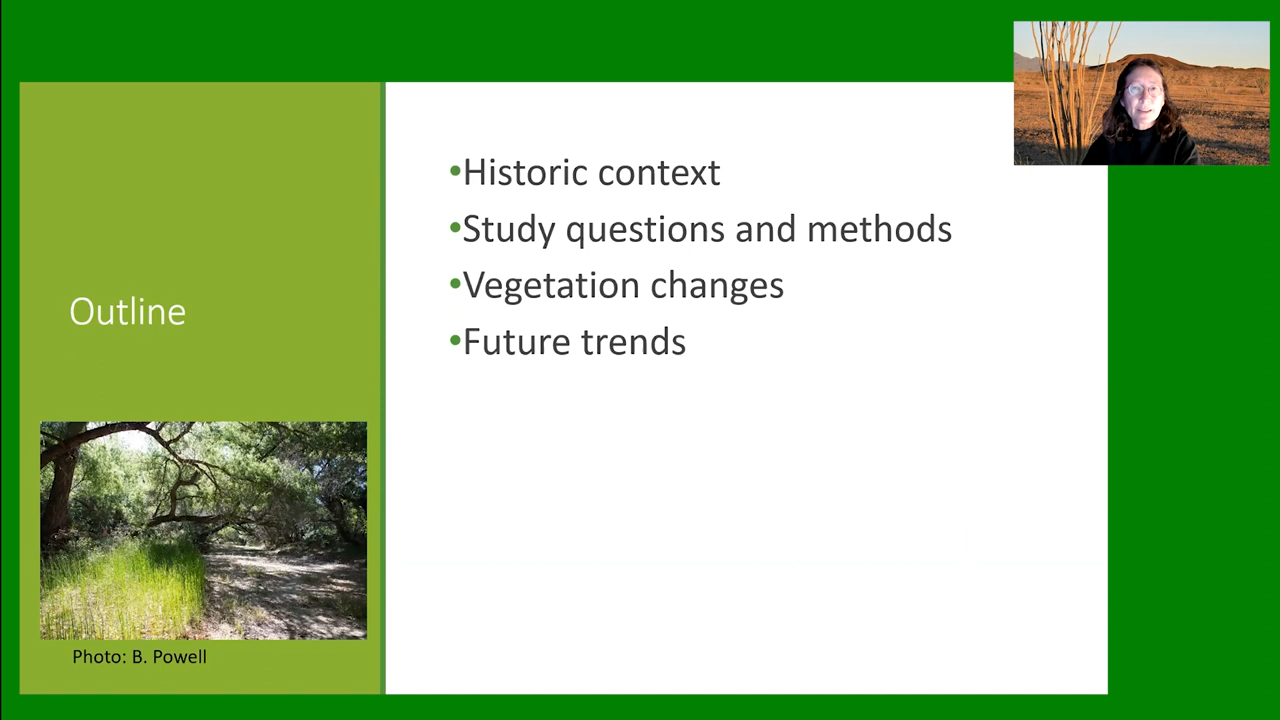 Outline
•Historic context
•Study questions and methods
•Vegetation changes
•Future trends
Photo: B. Powell